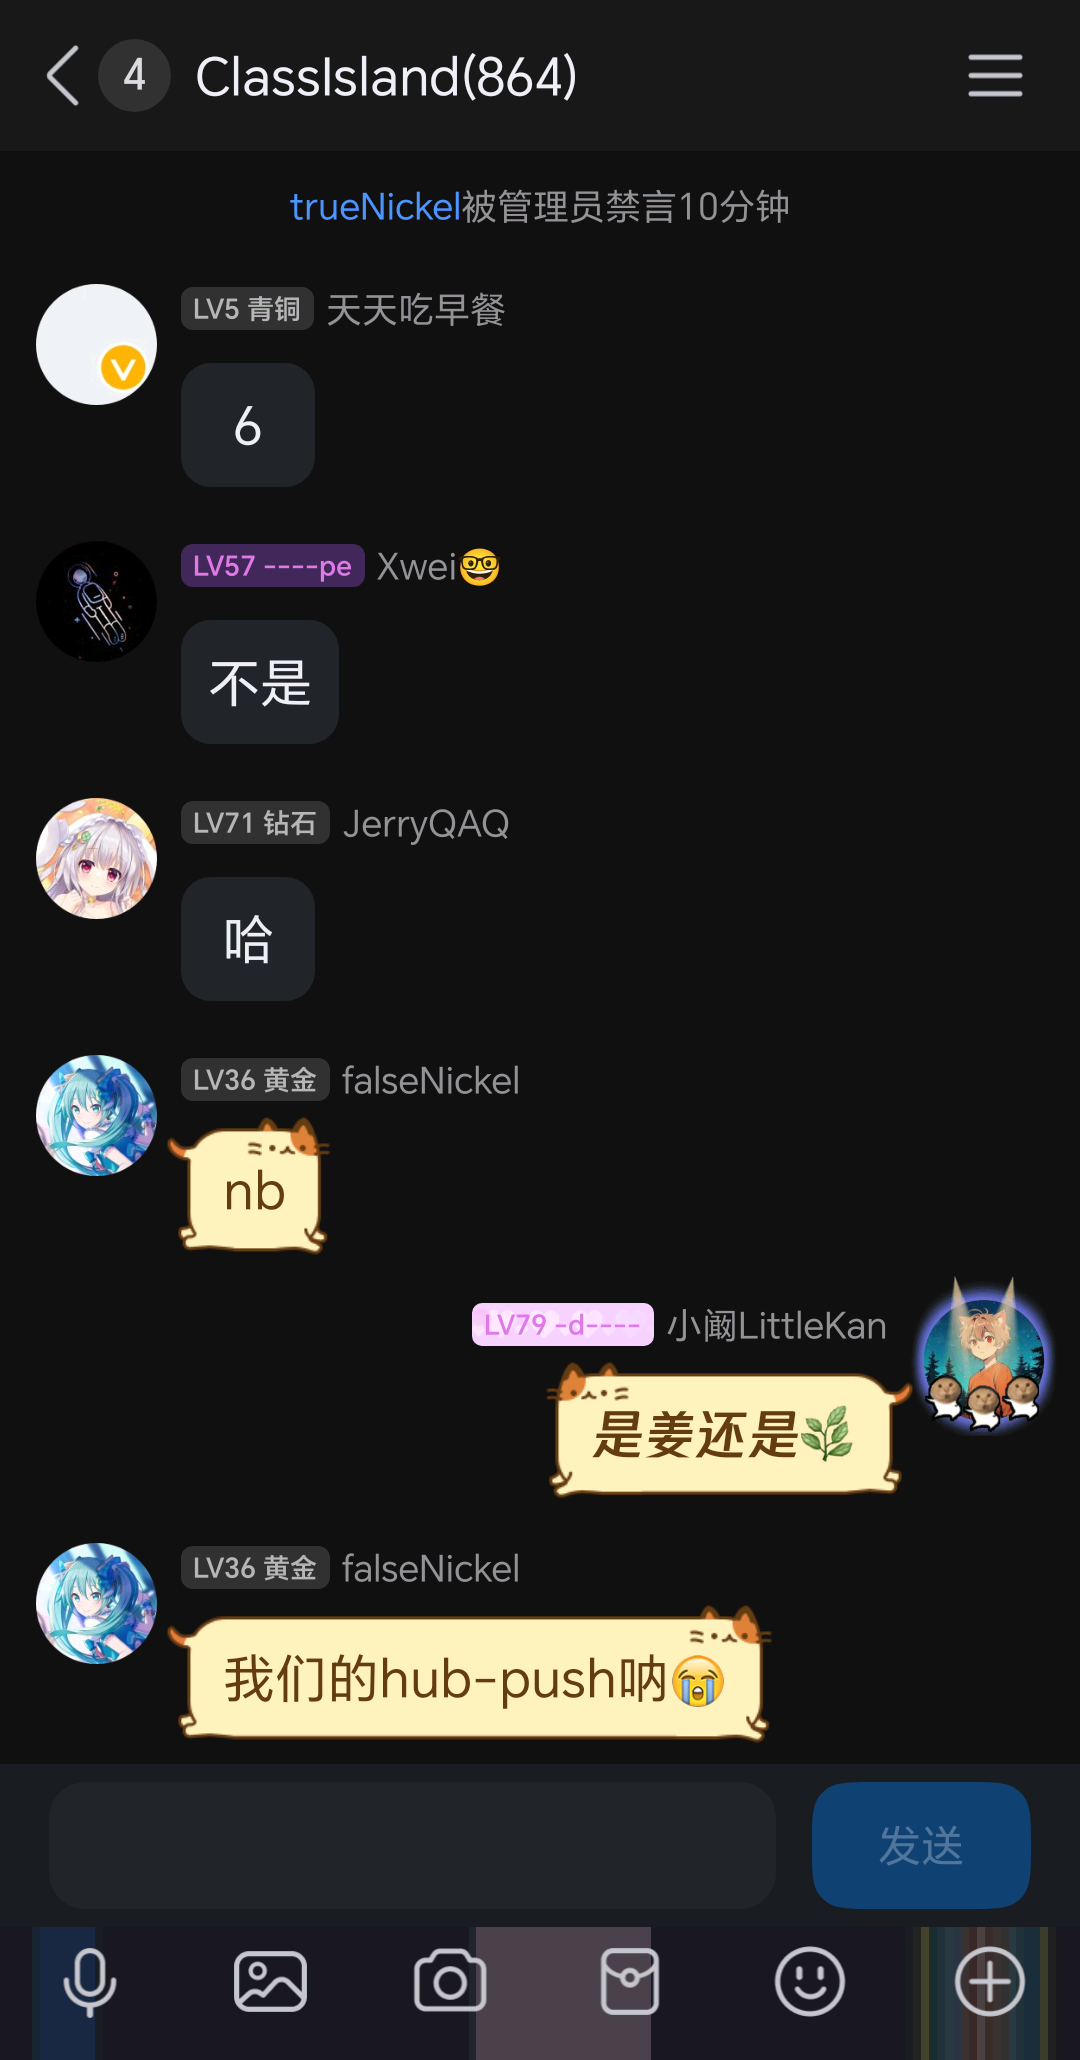 4 ClassIsland(864)
trueNickel被管理员禁言10分钟
LV5 青铜 天天吃早餐
6
LV57 ----pe Xwei🤓
不是
LV71 钻石 JerryQAQ
哈
LV36 黄金 falseNickel
nb
LV79 -d---- 小阚LittleKan
是姜还是🌿
LV36 黄金 falseNickel
我们的hub-push呐😭
发送